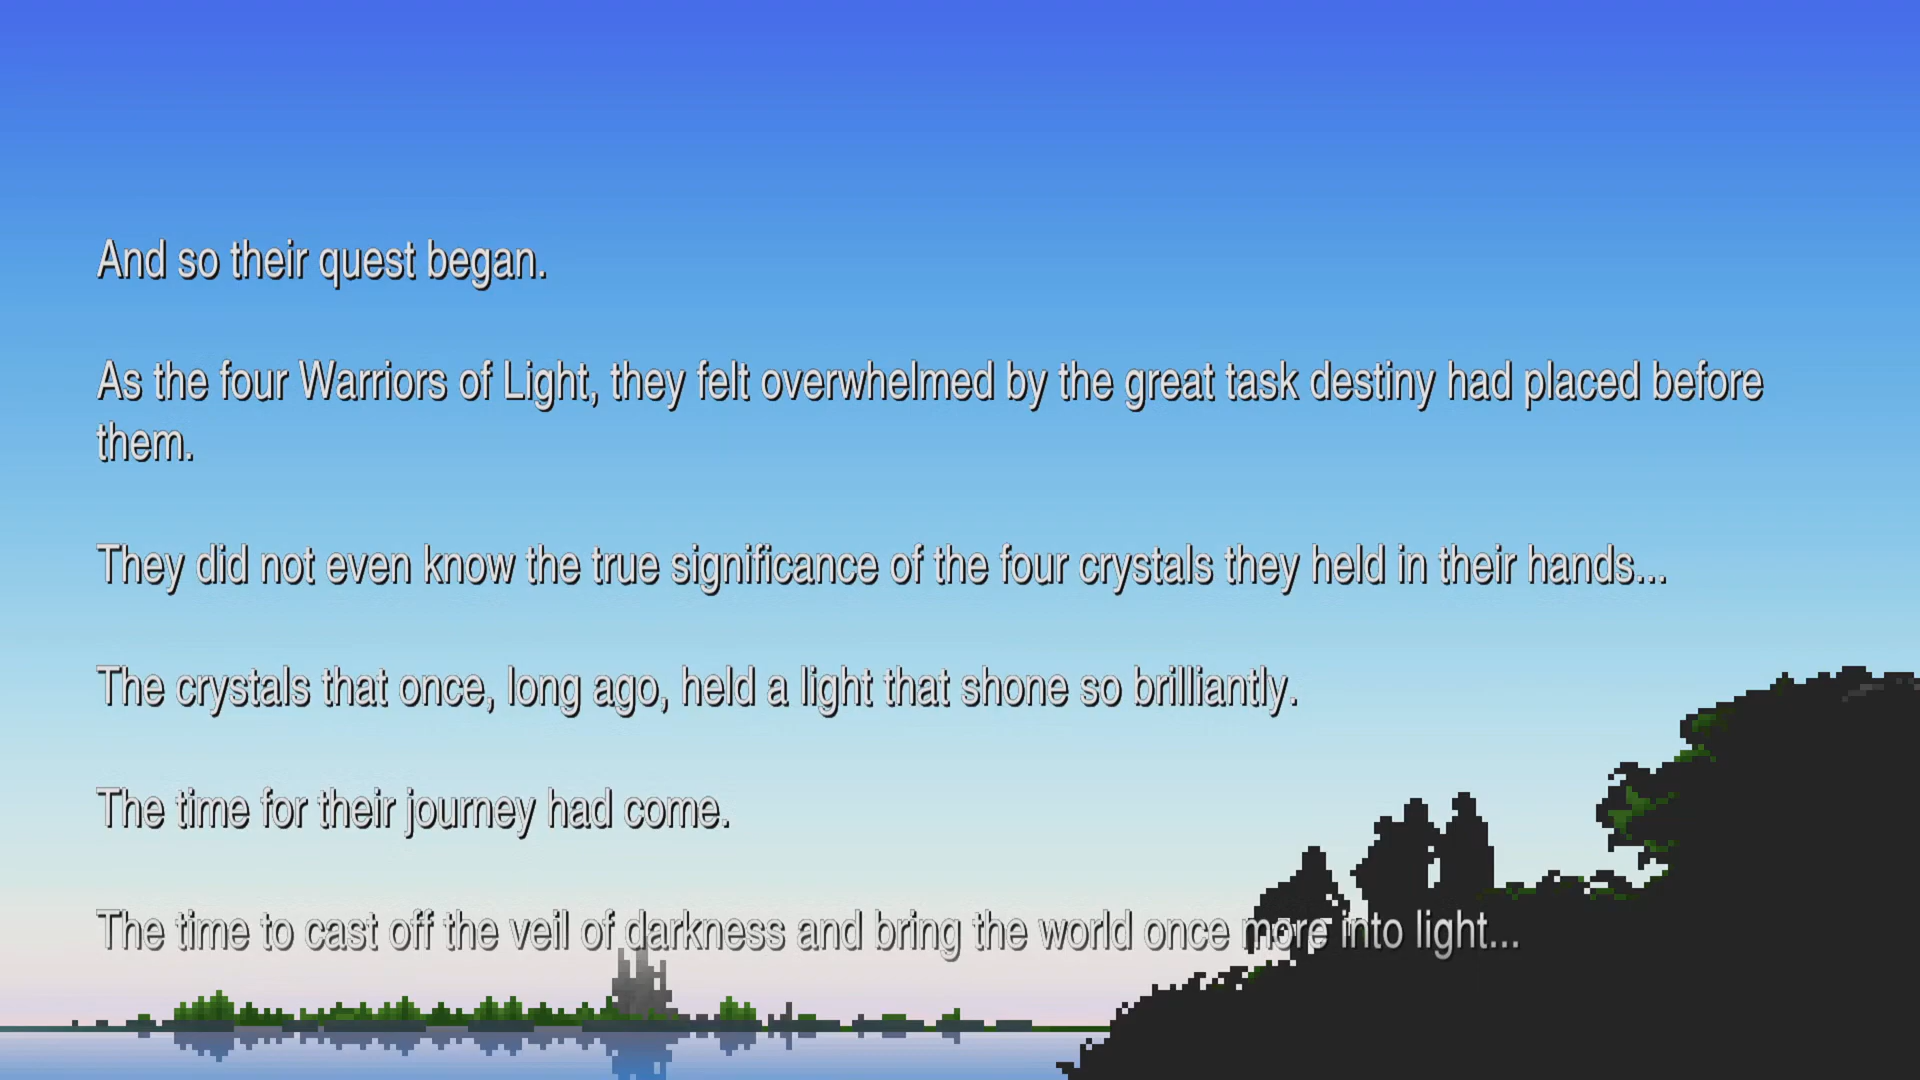 And so their quest began.
As the four Warriors of Light, they felt overwhelmed by the great task destiny had placed before
them.
They did not even know the true significance of the four crystals they held in their hands...
The crystals that once, long ago, held a light that shone so brilliantly.
The time for their journey had come.
The time to cast off the veil of darkness and bring the world once more into light...